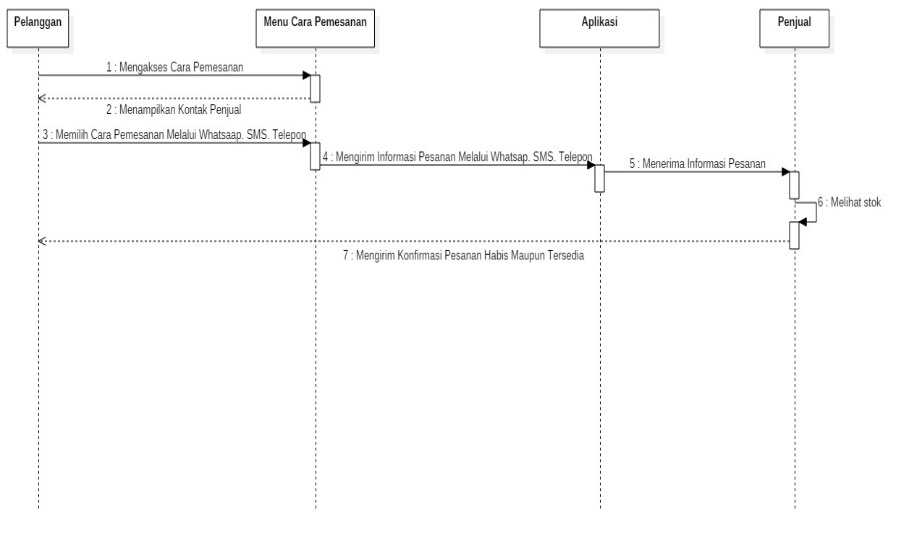 Pelanggan
Menu Cara Pemesanan
Aplikasi
Penjual
1 : Mengakses Cara Pemesanan
2 : Menampilkan Kontak Penjual
3 : Memilih Cara Pemesanan Melalui Whatsaap. SMS. Telepon
4 : Mengirim Informasi Pesanan Melalui Whatsap. SMS. Telepon
5 : Menerima Informasi Pesanan
6 : Melihat stok
7 : Mengirim Konfirmasi Pesanan Habis Maupun Tersedia